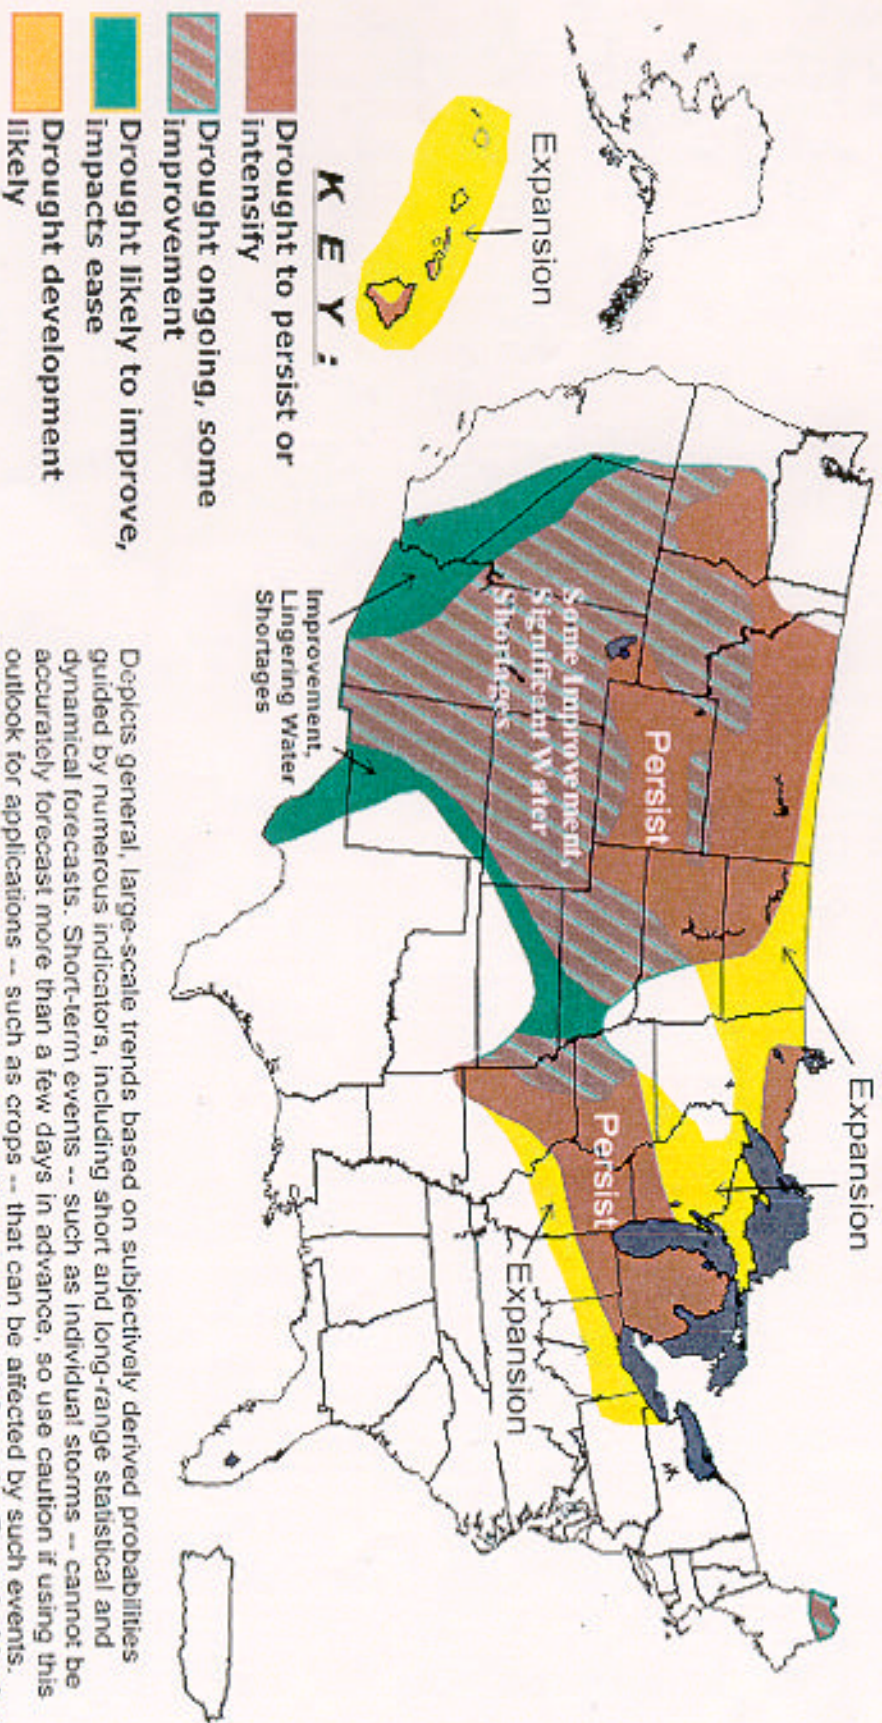 Expansion
Expansion
Persist
Some Improvement,
Significant Water
Shortages
Persist
Expansion
Improvement,
Lingering Water
Shortages
KEY:
Drought to persist or
intensify
Drought ongoing, some
improvement
Drought likely to improve,
impacts ease
Drought development
likely
Depicts general, large-scale trends based on subjectively derived probabilities
guided by numerous indicators, including short and long-range statistical and
dynamical forecasts. Short-term events -- such as individual storms -- cannot be
accurately forecast more than a few days in advance, so use caution if using this
outlook for applications -- such as crops -- that can be affected by such events.